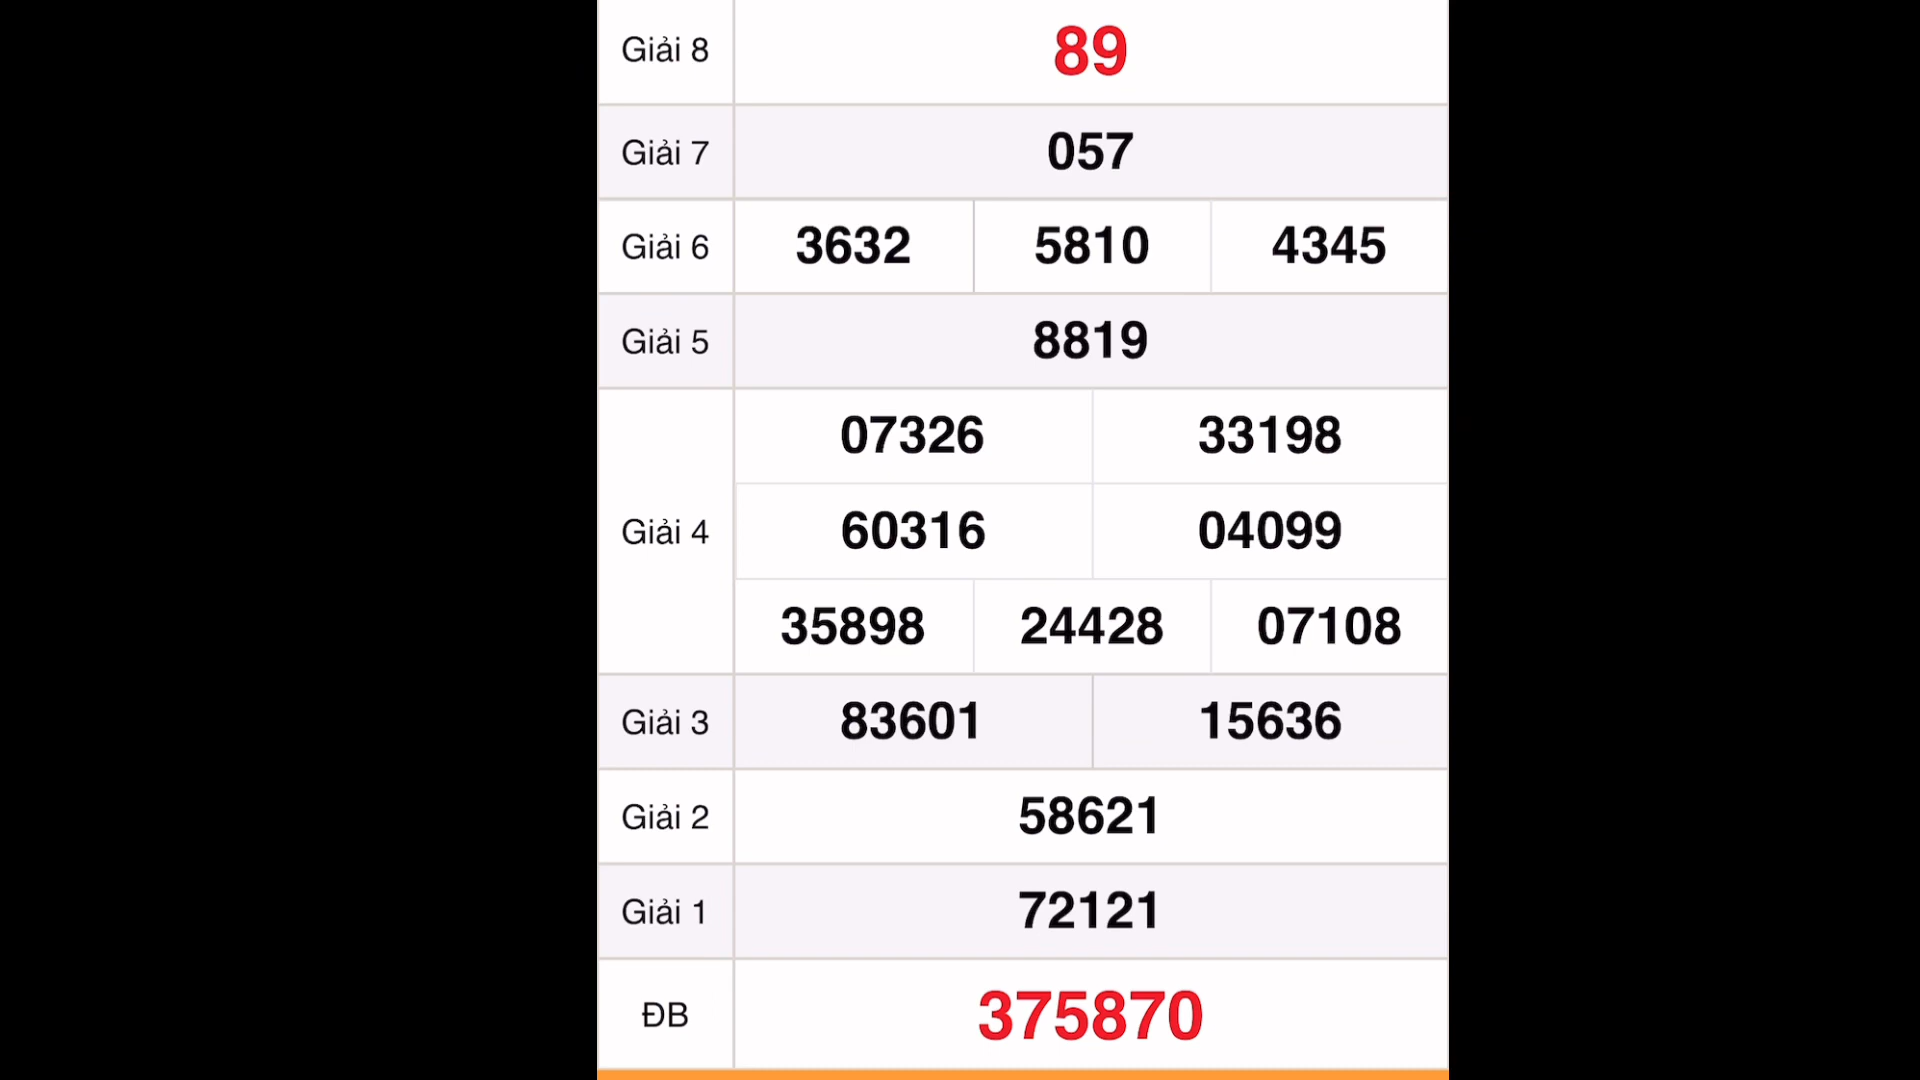 Giải 8 89
Giải 7 057
Giải 6 3632 5810 4345
Giải 5 8819
07326 33198
Giải 4 60316 04099
35898 24428 07108
Giải 3 83601 15636
Giải 2 58621
Giải 1 72121
ĐB 375870